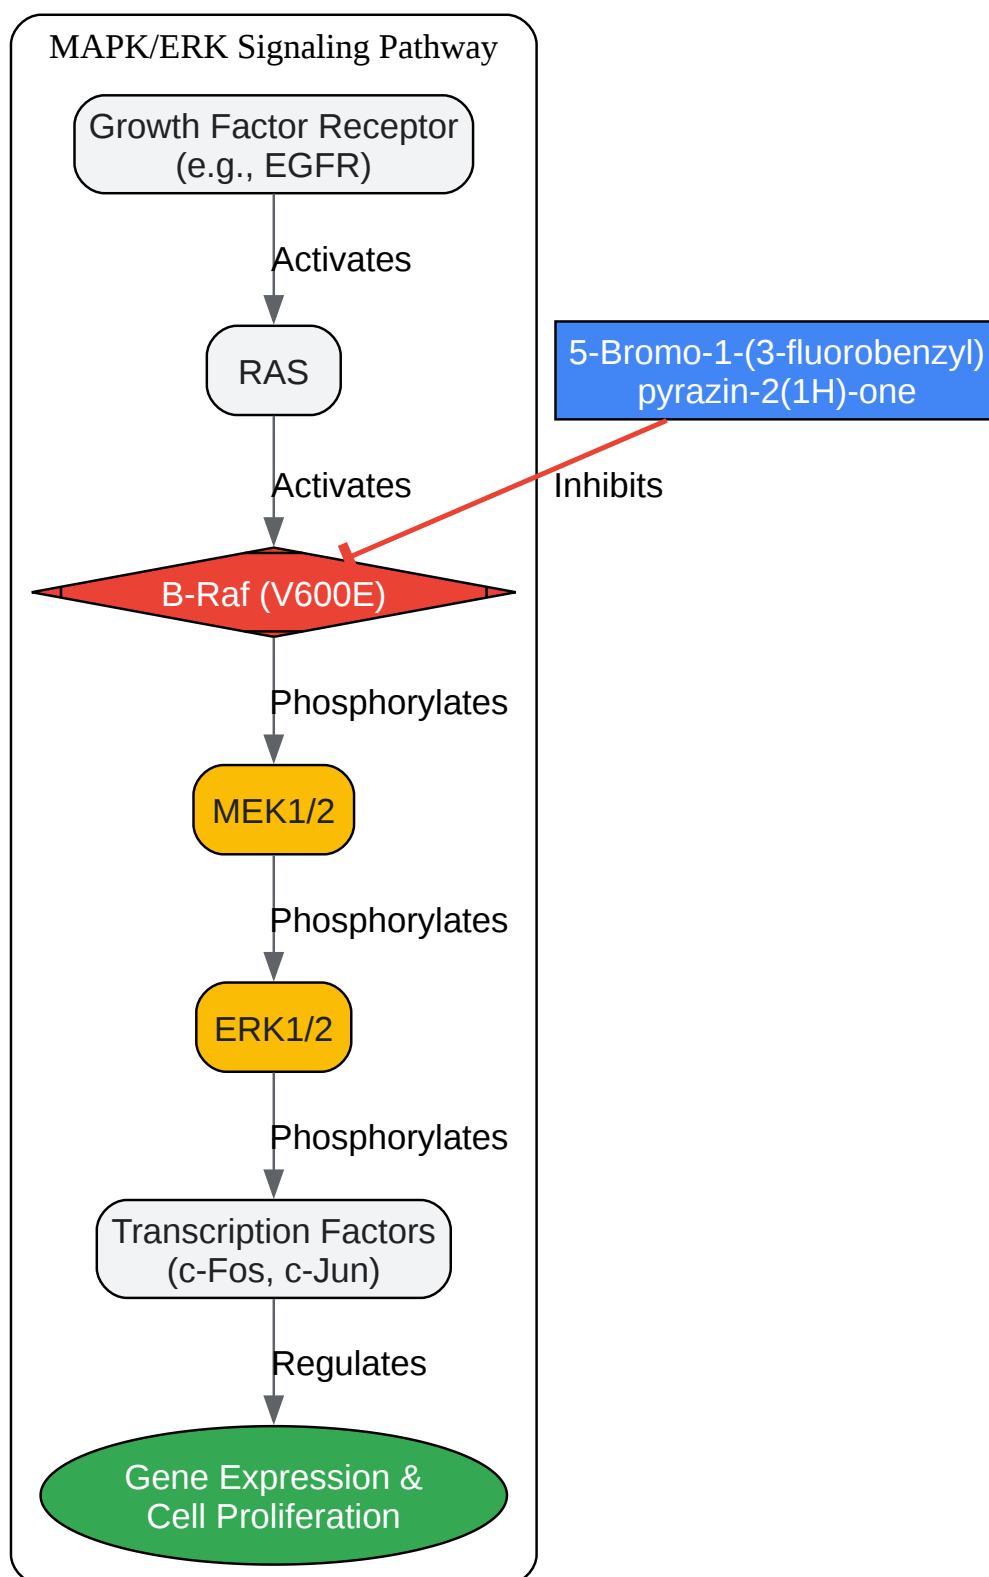 MAPK/ERK Signaling Pathway
Growth Factor Receptor
(e.g., EGFR)
Activates
RAS
5-Bromo-1-(3-fluorobenzyl)
pyrazin-2(1H)-one
Activates
Inhibits
B-Raf (V600E)
Phosphorylates
MEK1/2
Phosphorylates
ERK1/2
Phosphorylates
Transcription Factors
(c-Fos, c-Jun)
Regulates
Gene Expression &
Cell Proliferation